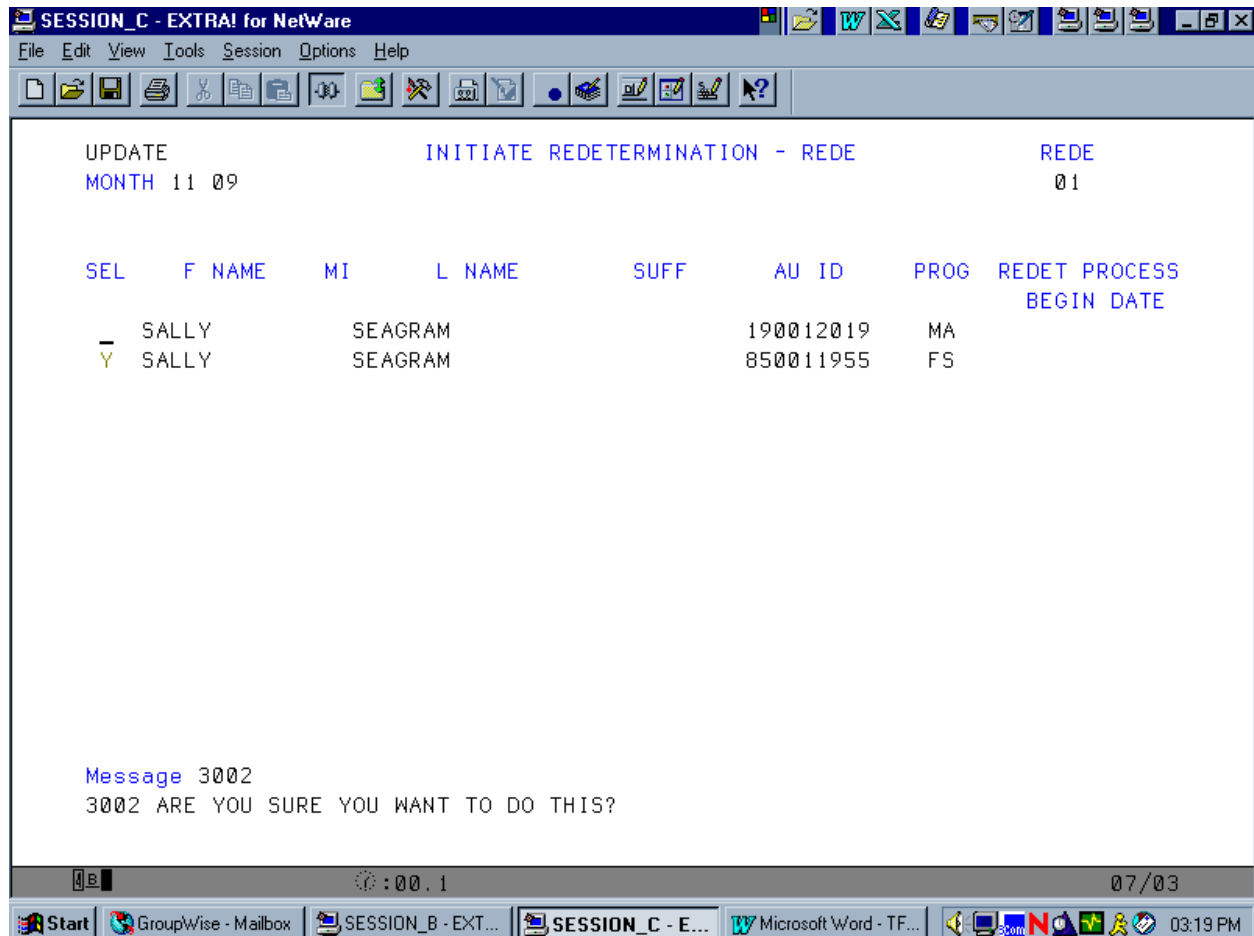 SESSION_C - EXTRA! for NetWare
File Edit View Tools Session Options Help
UPDATE INITIATE REDETERMINATION - REDE REDE
MONTH 11 09 01
SEL F NAME MI L NAME SUFF AU ID PROG REDET PROCESS
BEGIN DATE
_ SALLY SEAGRAM 190012019 MA
Y SALLY SEAGRAM 850011955 FS
Message 3002
3002 ARE YOU SURE YOU WANT TO DO THIS?
4 B :00.1 07/03
Start GroupWise - Mailbox SESSION_B - EXT... SESSION_C - E... Microsoft Word - TF... 3Com N 03:19 PM